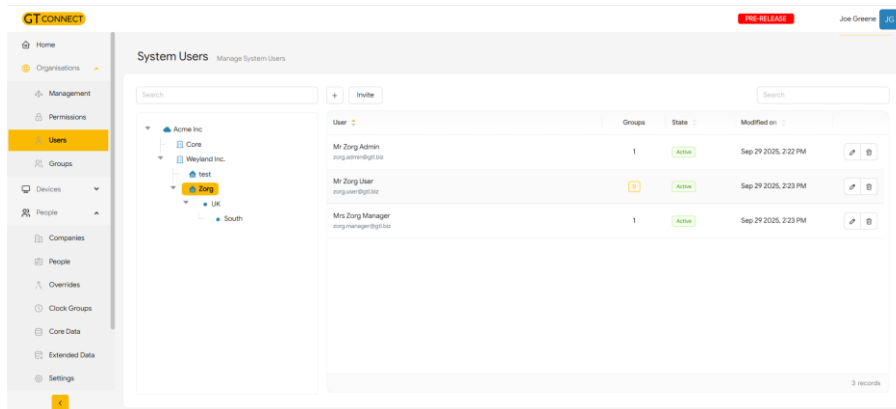 GT CONNECT
PRE-RELEASE
Joe Greene
JG
Home
Organisations
Management
Permissions
Users
Groups
Devices
People
Companies
People
Overrides
Clock Groups
Core Data
Extended Data
Settings
System Users Manage System Users
Search
+ Invite
Search
Acme Inc
Core
Weyland Inc.
test
Zorg
UK
South
User Groups State Modified on
Mr Zorg Admin
zorg.admin@gtl.biz
1 Active Sep 29 2025, 2:22 PM
Mr Zorg User
zorg.user@gtl.biz
0 Active Sep 29 2025, 2:23 PM
Mrs Zorg Manager
zorg.manager@gtl.biz
1 Active Sep 29 2025, 2:23 PM
3 records